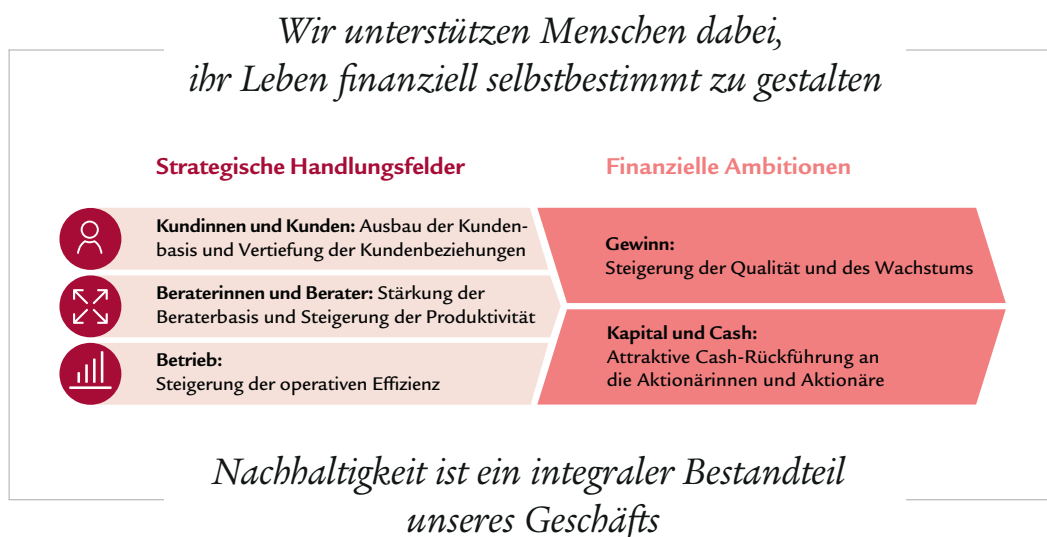 Wir unterstützen Menschen dabei,
ihr Leben finanziell selbstbestimmt zu gestalten
Strategische Handlungsfelder
Kundinnen und Kunden: Ausbau der Kunden-
basis und Vertiefung der Kundenbeziehungen
Beraterinnen und Berater: Stärkung der
Beraterbasis und Steigerung der Produktivität
Betrieb:
Steigerung der operativen Effizienz
Finanzielle Ambitionen
Gewinn:
Steigerung der Qualität und des Wachstums
Kapital und Cash:
Attraktive Cash-Rückführung an
die Aktionärinnen und Aktionäre
Nachhaltigkeit ist ein integraler Bestandteil
unseres Geschäfts